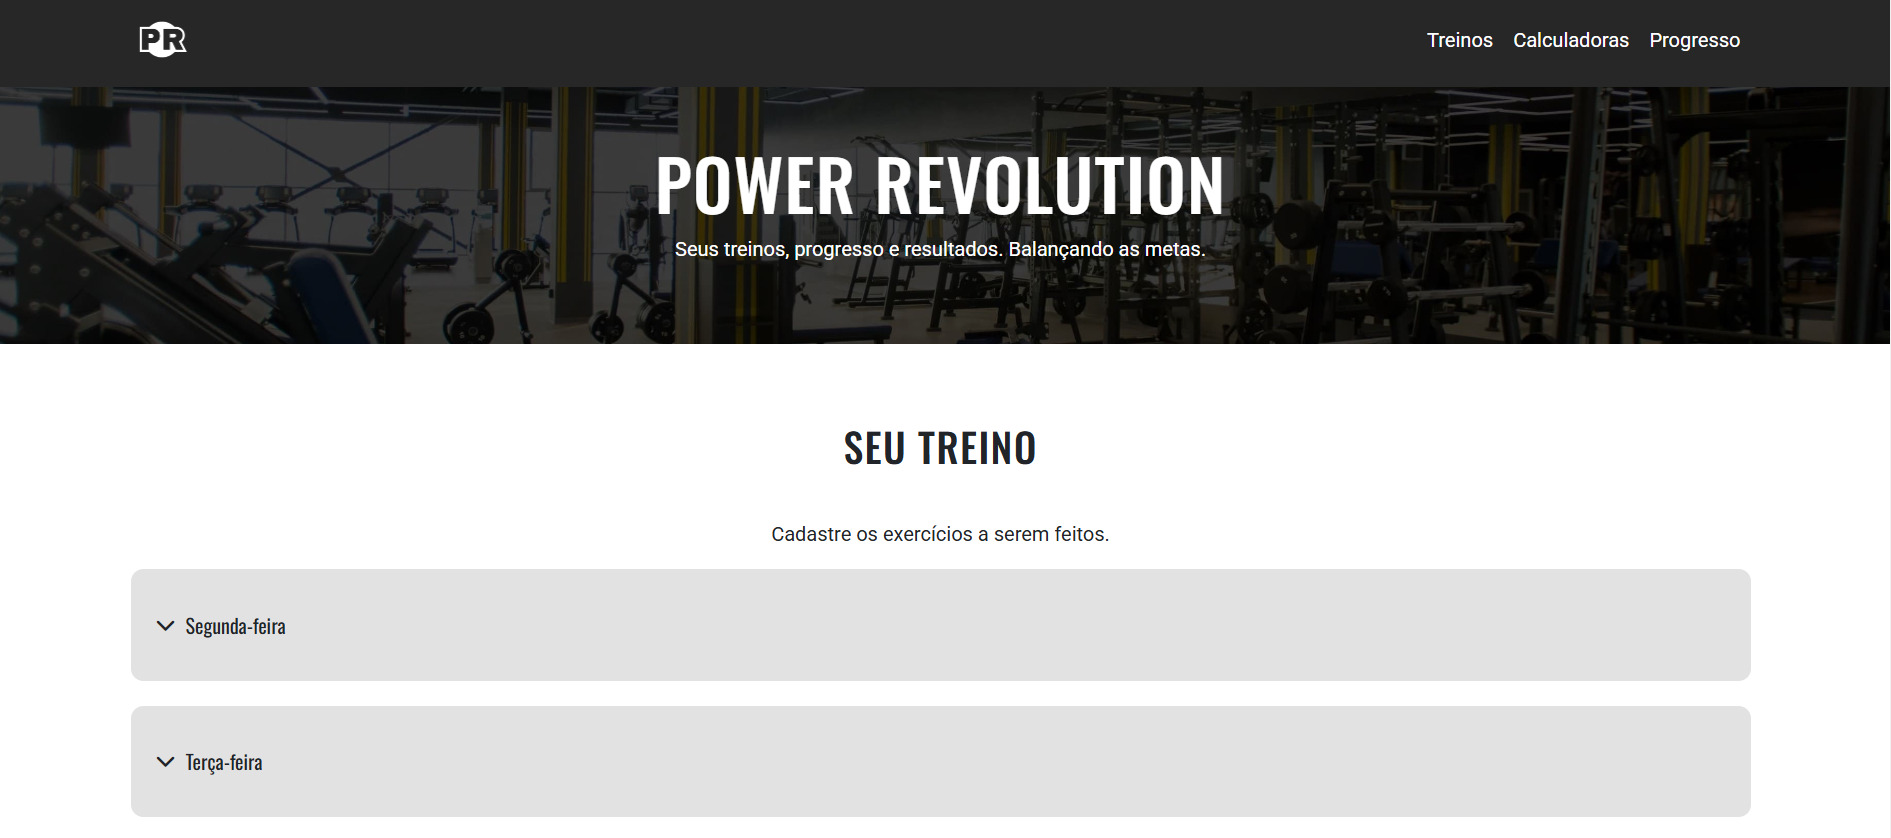 PR
Treinos Calculadoras Progresso
POWER REVOLUTION
Seus treinos, progresso e resultados. Balançando as metas.
SEU TREINO
Cadastre os exercícios a serem feitos.
Segunda-feira
Terça-feira